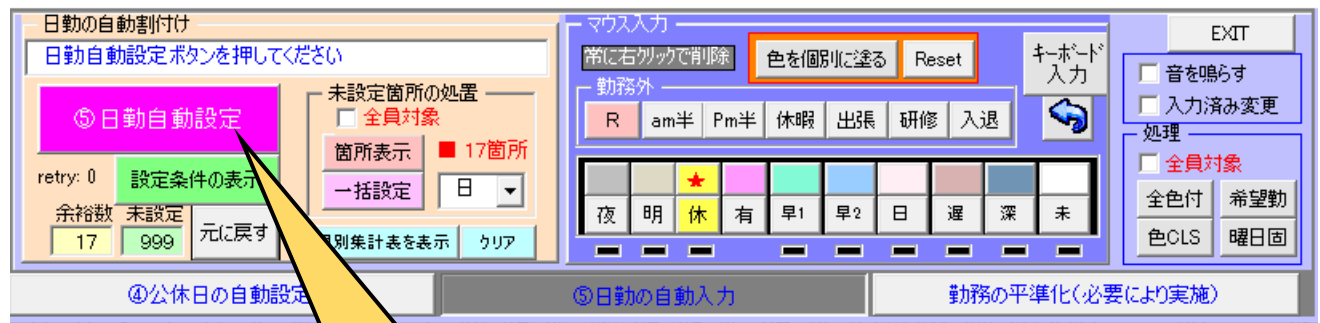 日勤の自動割付け
日勤自動設定ボタンを押してください
⑤日勤自動設定
未設定箇所の処置
全員対象
箇所表示
■ 17箇所
一括設定
日
retry: 0
設定条件の表示
余裕数
未設定
17
999
元に戻す
別集計表を表示
クリア
マウス入力
常に右クリックで削除
色を個別に塗る
Reset
キーボード
入力
勤務外
R
am半
Pm半
休暇
出張
研修
入退
★
夜
明
休
有
早1
早2
日
遅
深
未
EXIT
音を鳴らす
入力済み変更
処理
全員対象
全色付
希望勤
色CLS
曜日固
④公休日の自動設定
⑤日勤の自動入力
勤務の平準化(必要により実施)